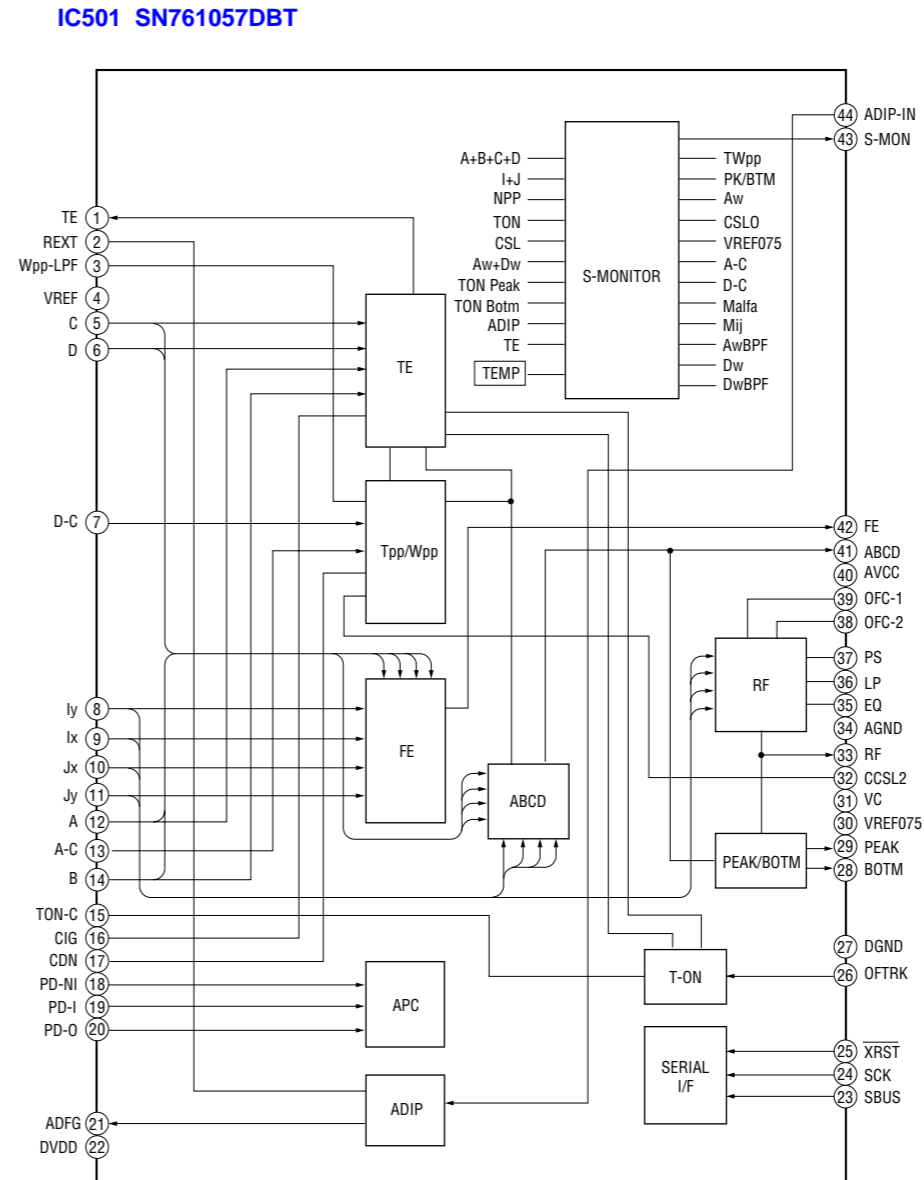 IC501 SN761057DBT
44 ADIP-IN
43 S-MON
A+B+C+D
I+J
NPP
TON
CSL
Aw+Dw
TON Peak
TON Botm
ADIP
TE
TEMP
S-MONITOR
TWpp
PK/BTM
Aw
CSLO
VREF075
A-C
D-C
Malfa
Mij
AwBPF
Dw
DwBPF
TE 1
REXT 2
Wpp-LPF 3
VREF 4
C 5
D 6
TE
D-C 7
Tpp/Wpp
42 FE
41 ABCD
40 AVCC
39 OFC-1
38 OFC-2
37 PS
36 LP
35 EQ
34 AGND
33 RF
32 CCSL2
31 VC
30 VREF075
29 PEAK
28 BOTM
RF
Iy 8
Ix 9
Jx 10
Jy 11
A 12
A-C 13
B 14
FE
ABCD
PEAK/BOTM
TON-C 15
CIG 16
CDN 17
PD-NI 18
PD-I 19
PD-O 20
APC
T-ON
27 DGND
26 OFTRK
SERIAL
I/F
25 XRST
24 SCK
23 SBUS
ADIP
ADFG 21
DVDD 22